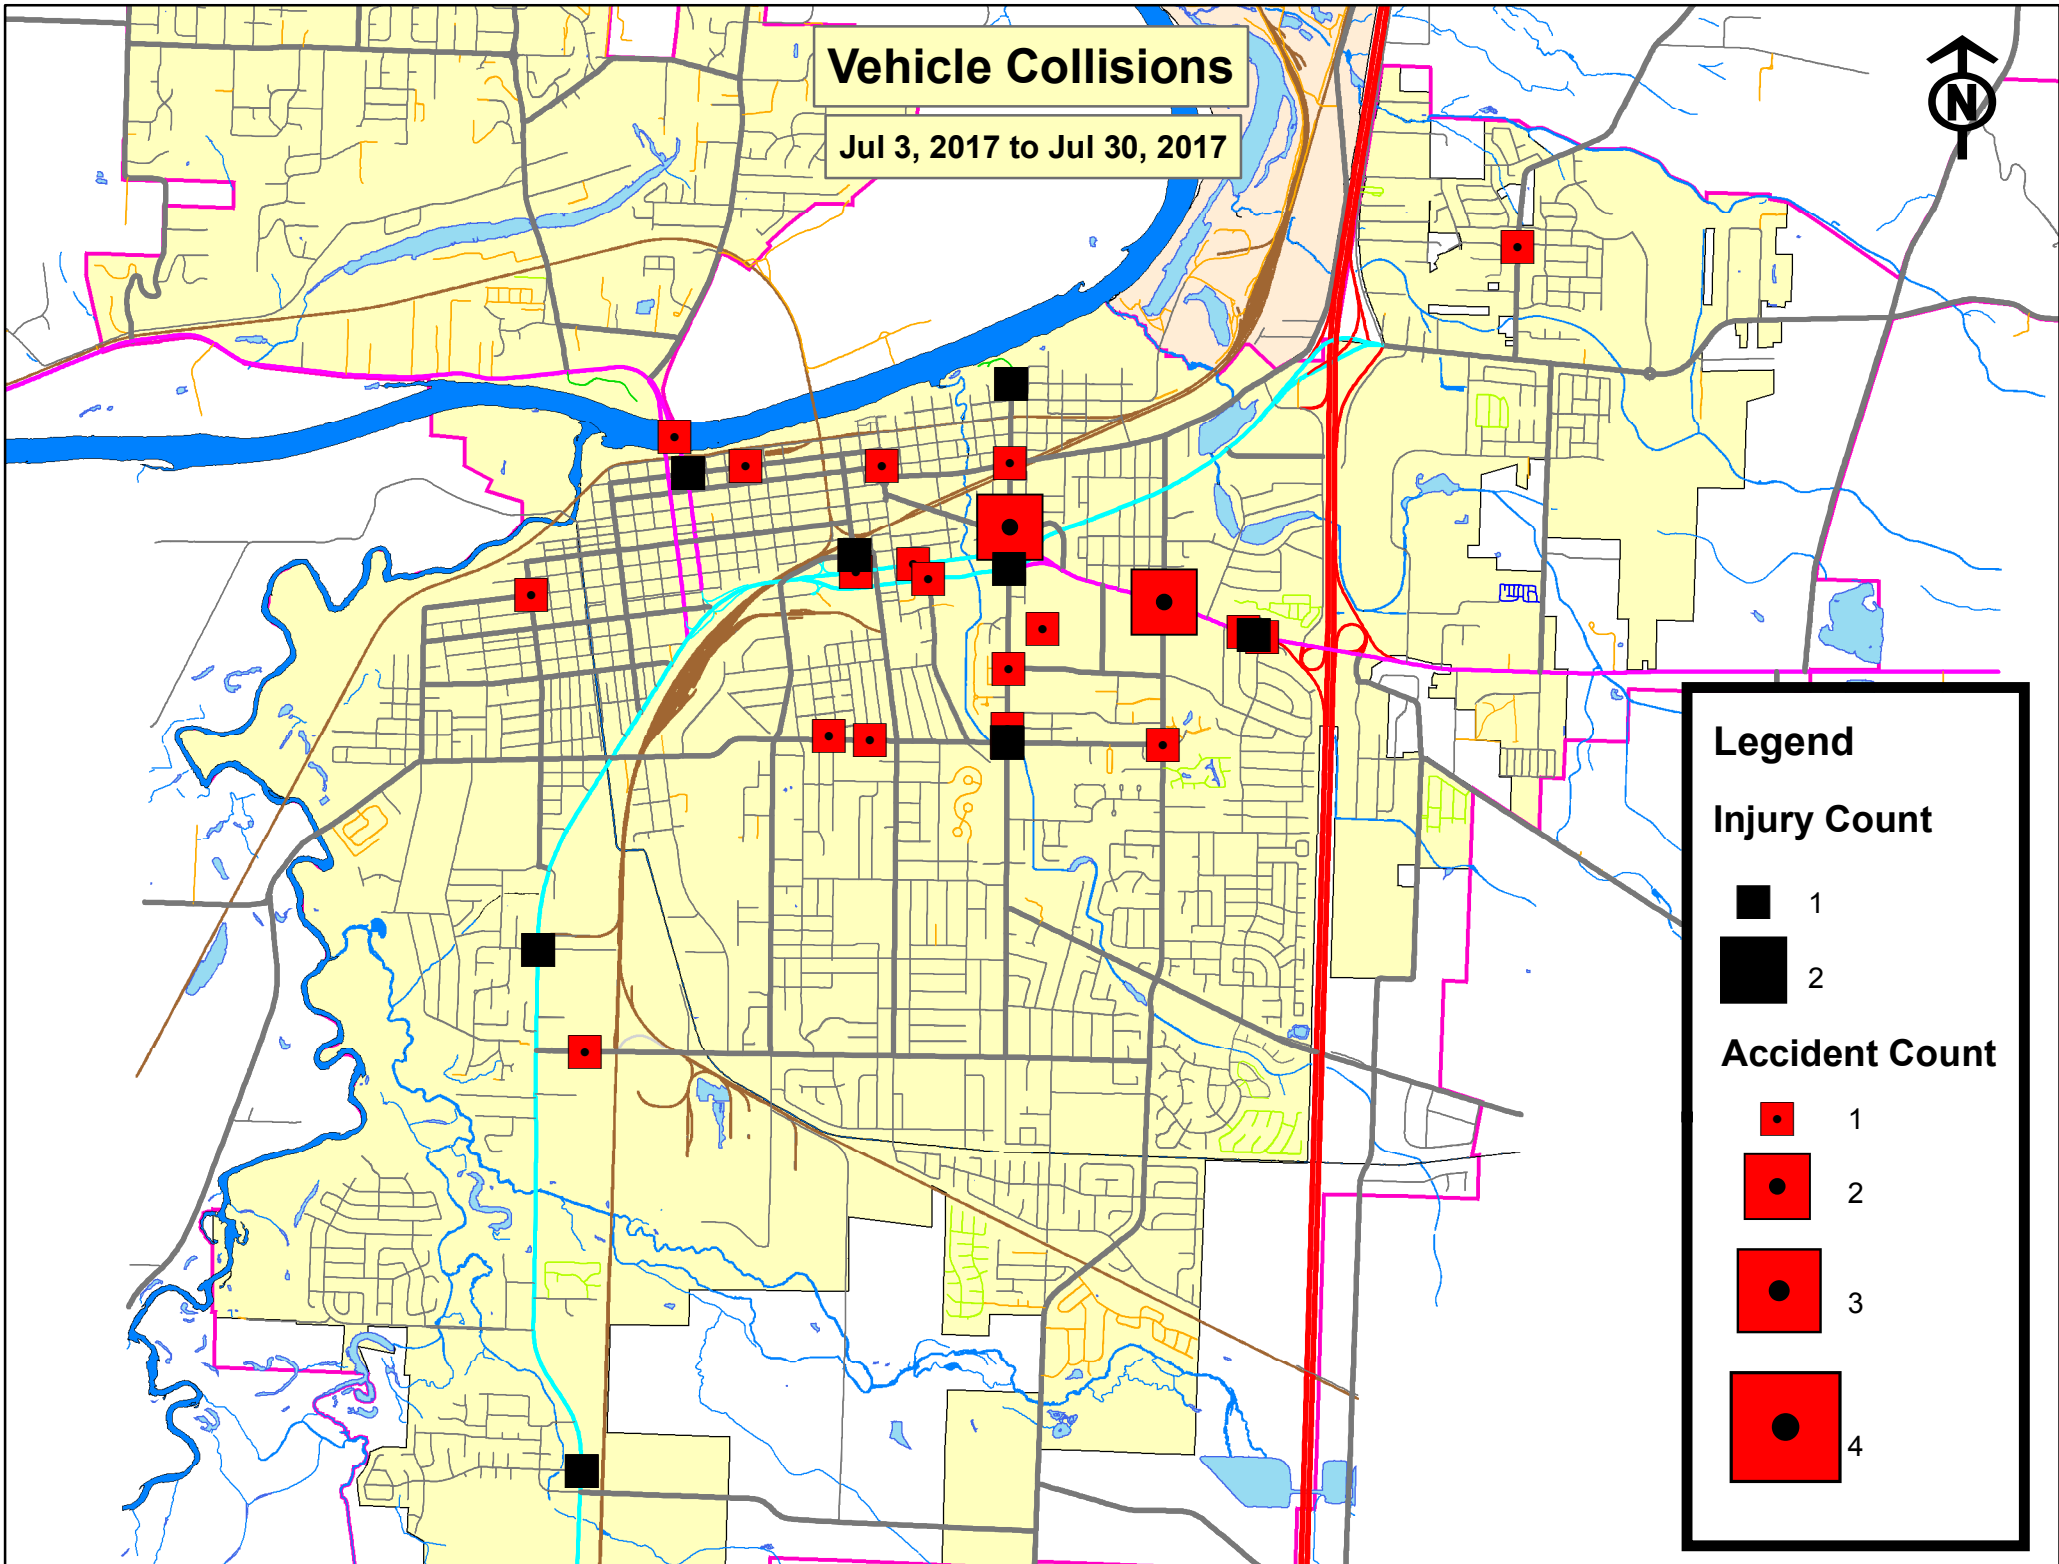 Vehicle Collisions
Jul 3, 2017 to Jul 30, 2017
N
Legend
Injury Count
1
2
Accident Count
1
2
3
4